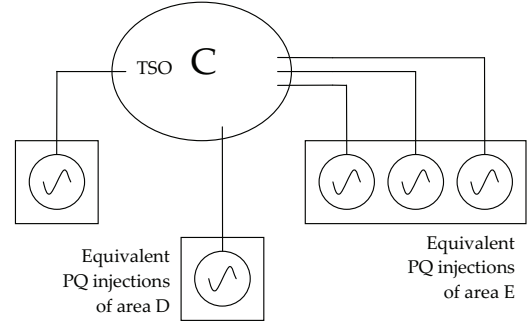 TSO C
Equivalent
PQ injections
of area D
Equivalent
PQ injections
of area E